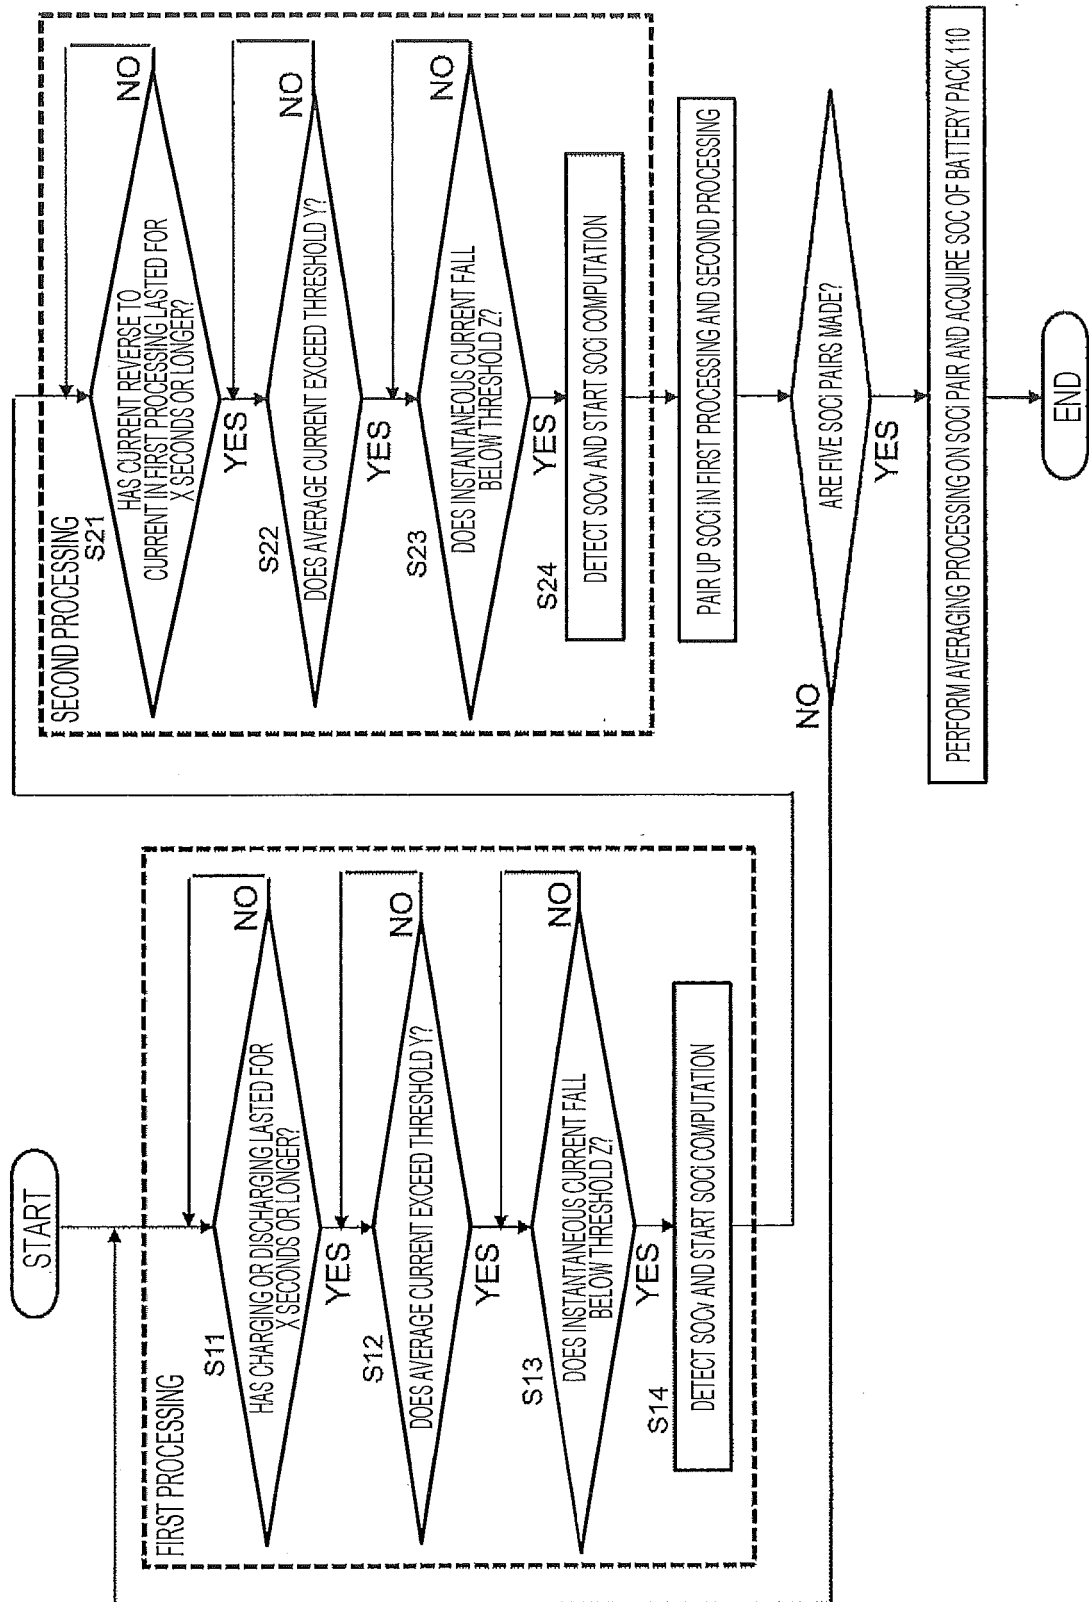 START
FIRST PROCESSING
S11
HAS CHARGING OR DISCHARGING LASTED FOR
X SECONDS OR LONGER?
NO
YES
S12
DOES AVERAGE CURRENT EXCEED THRESHOLD Y?
NO
YES
S13
DOES INSTANTANEOUS CURRENT FALL
BELOW THRESHOLD Z?
NO
YES
S14
DETECT SOCv AND START SOCi COMPUTATION
SECOND PROCESSING
S21
HAS CURRENT REVERSE TO
CURRENT IN FIRST PROCESSING LASTED FOR
X SECONDS OR LONGER?
NO
YES
S22
DOES AVERAGE CURRENT EXCEED THRESHOLD Y?
NO
YES
S23
DOES INSTANTANEOUS CURRENT FALL
BELOW THRESHOLD Z?
NO
YES
S24
DETECT SOCv AND START SOCi COMPUTATION
PAIR UP SOCi IN FIRST PROCESSING AND SECOND PROCESSING
ARE FIVE SOCi PAIRS MADE?
NO
YES
PERFORM AVERAGING PROCESSING ON SOCi PAIR AND ACQUIRE SOC OF BATTERY PACK 110
END